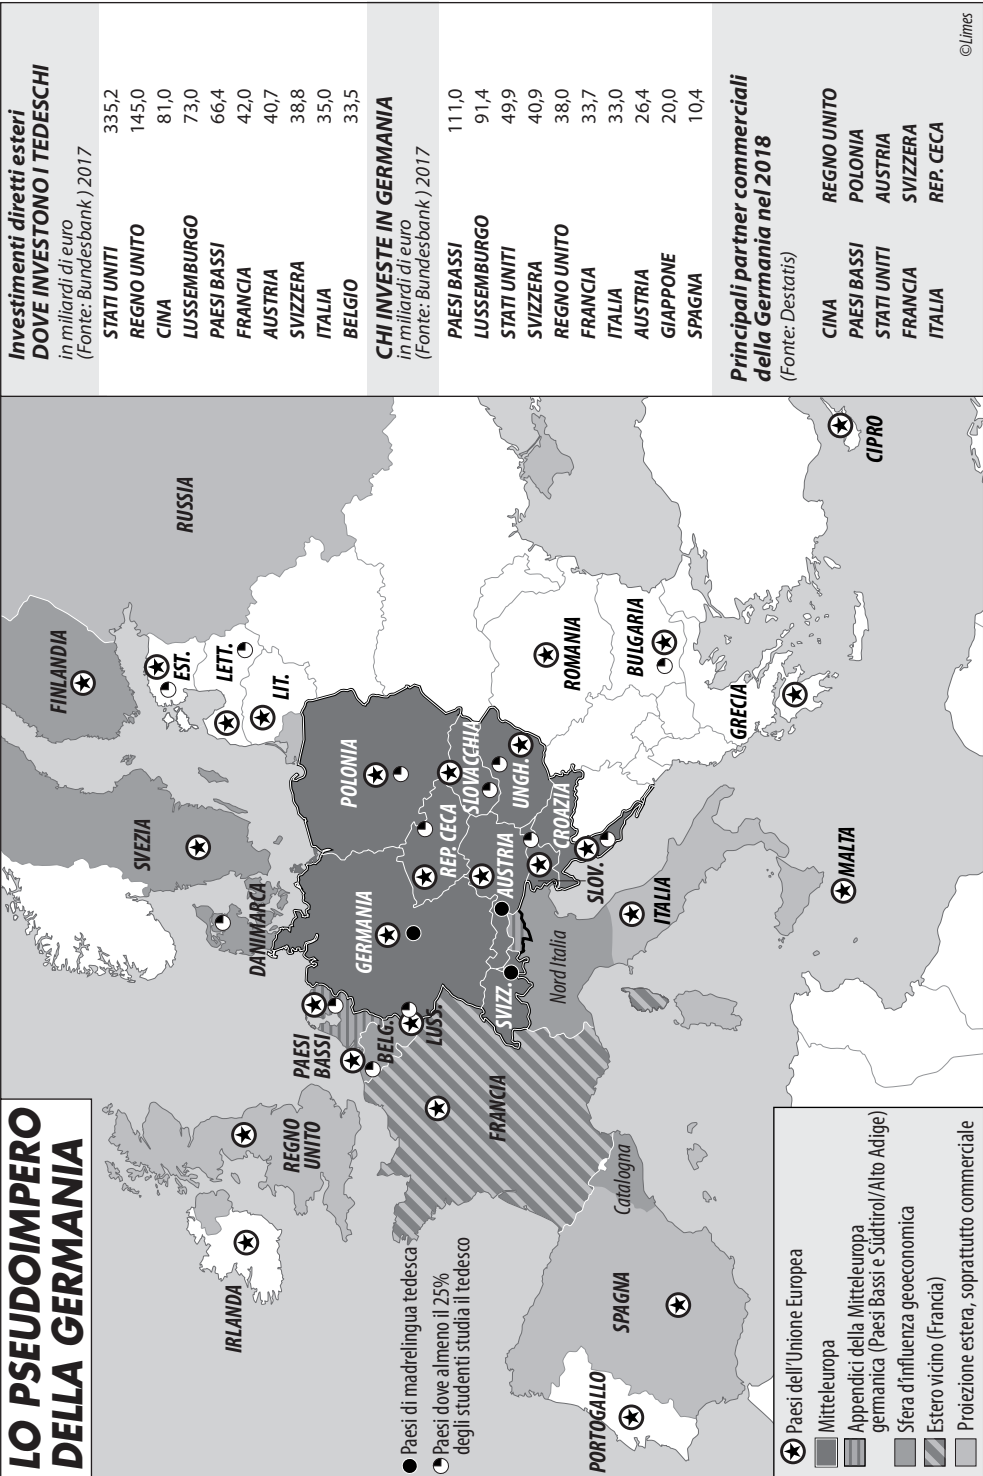 LO PSEUDOIMPERO
DELLA GERMANIA
IRLANDA
REGNO
UNITO
PAESI
BASSI
BELG.
LUSS.
DANIMARCA
SVEZIA
FINLANDIA
EST.
LETT.
LIT.
RUSSIA
GERMANIA
POLONIA
REP. CECA
SLOVACCHIA
AUSTRIA
UNGH.
SVIZZ.
SLOV.
CROAZIA
FRANCIA
Nord Italia
ITALIA
ROMANIA
BULGARIA
GRECIA
CIPRO
MALTA
Catalogna
SPAGNA
PORTOGALLO
Paesi di madrelingua tedesca
Paesi dove almeno il 25%
degli studenti studia il tedesco
Paesi dell'Unione Europea
Mitteleuropa
Appendici della Mitteleuropa
germanica (Paesi Bassi e Südtirol/Alto Adige)
Sfera d'influenza geoeconomica
Estero vicino (Francia)
Proiezione estera, soprattutto commerciale
Investimenti diretti esteri
DOVE INVESTONO I TEDESCHI
in miliardi di euro
(Fonte: Bundesbank) 2017
STATI UNITI 335,2
REGNO UNITO 145,0
CINA 81,0
LUSSEMBURGO 73,0
PAESI BASSI 66,4
FRANCIA 42,0
AUSTRIA 40,7
SVIZZERA 38,8
ITALIA 35,0
BELGIO 33,5
CHI INVESTE IN GERMANIA
in miliardi di euro
(Fonte: Bundesbank) 2017
PAESI BASSI 111,0
LUSSEMBURGO 91,4
STATI UNITI 49,9
SVIZZERA 40,9
REGNO UNITO 38,0
FRANCIA 33,7
ITALIA 33,0
AUSTRIA 26,4
GIAPPONE 20,0
SPAGNA 10,4
Principali partner commerciali
della Germania nel 2018
(Fonte: Destatis)
CINA REGNO UNITO
PAESI BASSI POLONIA
STATI UNITI AUSTRIA
FRANCIA SVIZZERA
ITALIA REP. CECA
©Limes